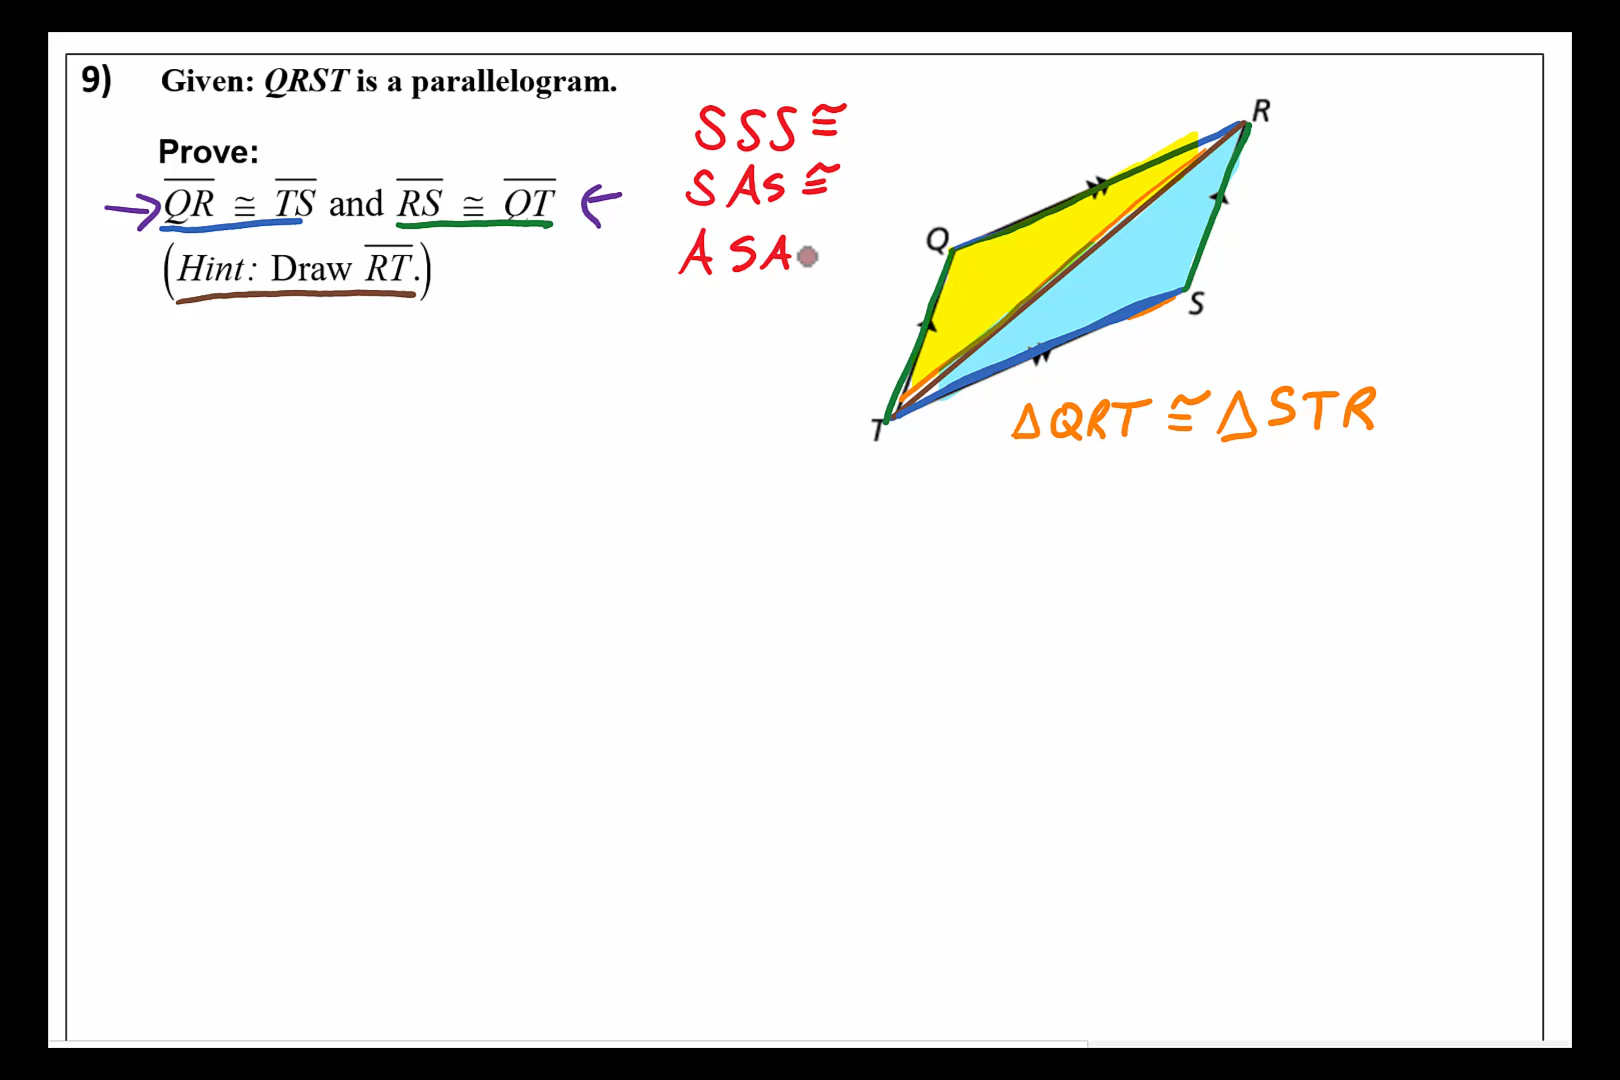 9) Given: QRST is a parallelogram.
Prove:
QR ≅ TS and RS ≅ QT
(Hint: Draw RT.)
SSS≅
SAS≅
ASA
R
Q
S
T
ΔQRT ≅ ΔSTR